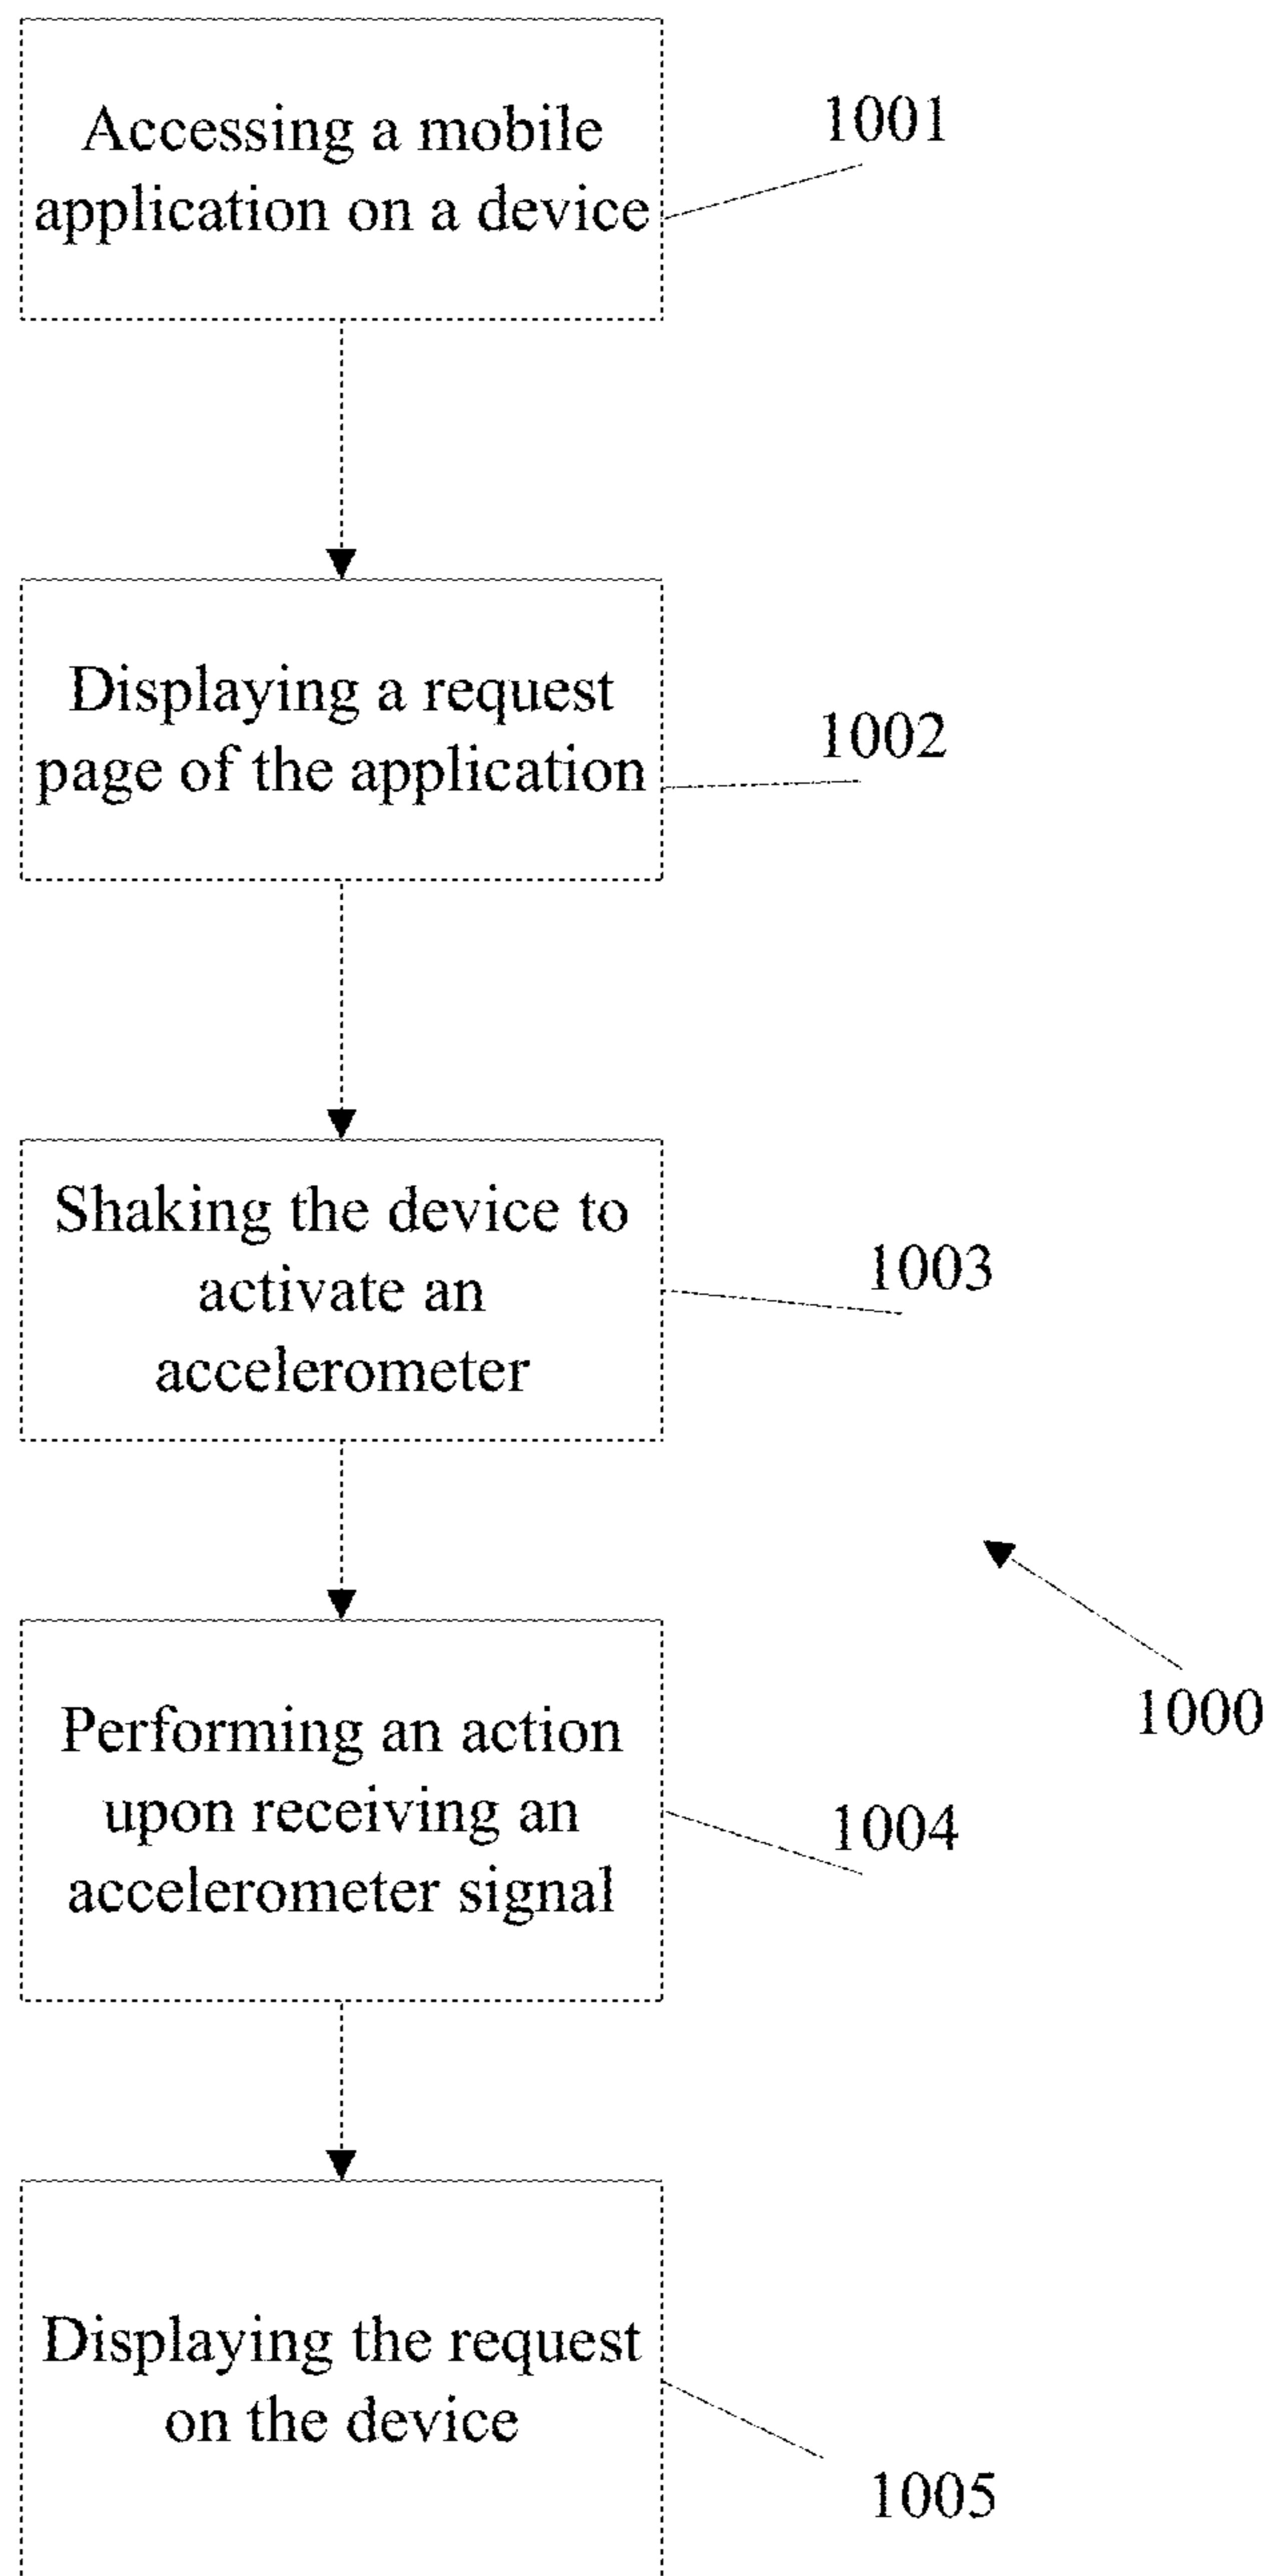 Accessing a mobile
application on a device
1001
Displaying a request
page of the application
1002
Shaking the device to
activate an
accelerometer
1003
1000
Performing an action
upon receiving an
accelerometer signal
1004
Displaying the request
on the device
1005